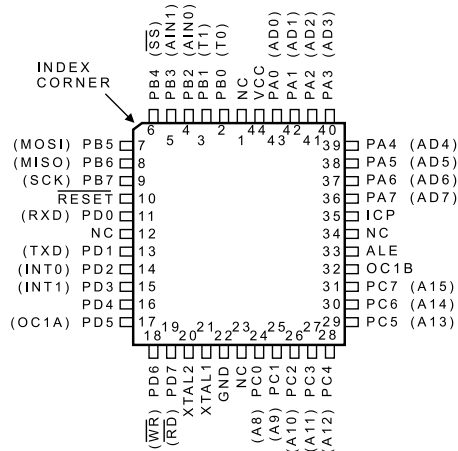 (SS) (AIN1) (AIN0) (T1) (T0) (AD0) (AD1) (AD2) (AD3)
PB4 PB3 PB2 PB1 PB0 NC VCC PA0 PA1 PA2 PA3
INDEX
CORNER
6 5 4 3 2 1 44 43 42 41 40
(MOSI) PB5 7 39 PA4 (AD4)
(MISO) PB6 8 38 PA5 (AD5)
(SCK) PB7 9 37 PA6 (AD6)
RESET 10 36 PA7 (AD7)
(RXD) PD0 11 35 ICP
NC 12 34 NC
(TXD) PD1 13 33 ALE
(INT0) PD2 14 32 OC1B
(INT1) PD3 15 31 PC7 (A15)
PD4 16 30 PC6 (A14)
(OC1A) PD5 17 29 PC5 (A13)
18 19 20 21 22 23 24 25 26 27 28
PD6 PD7 XTAL2 XTAL1 GND NC PC0 PC1 PC2 PC3 PC4
(WR) (RD) (A8) (A9) (A10) (A11) (A12)